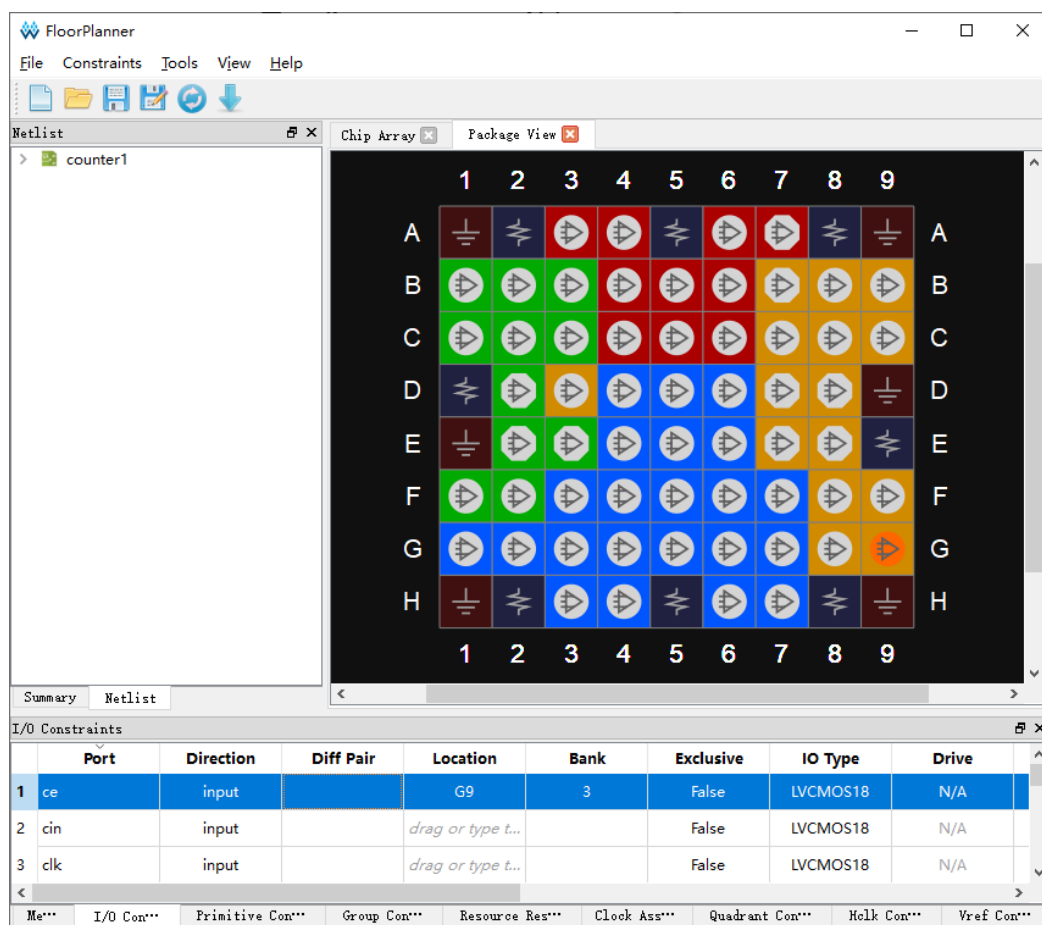 FloorPlanner
File Constraints Tools View Help
Netlist
Chip Array Package View
counter1
1 2 3 4 5 6 7 8 9
A A
B B
C C
D D
E E
F F
G G
H H
1 2 3 4 5 6 7 8 9
Summary Netlist
I/O Constraints
Port Direction Diff Pair Location Bank Exclusive IO Type Drive
1 ce input G9 3 False LVCMOS18 N/A
2 cin input drag or type t... False LVCMOS18 N/A
3 clk input drag or type t... False LVCMOS18 N/A
Me... I/O Con... Primitive Con... Group Con... Resource Res... Clock Ass... Quadrant Con... Hclk Con... Vref Con...